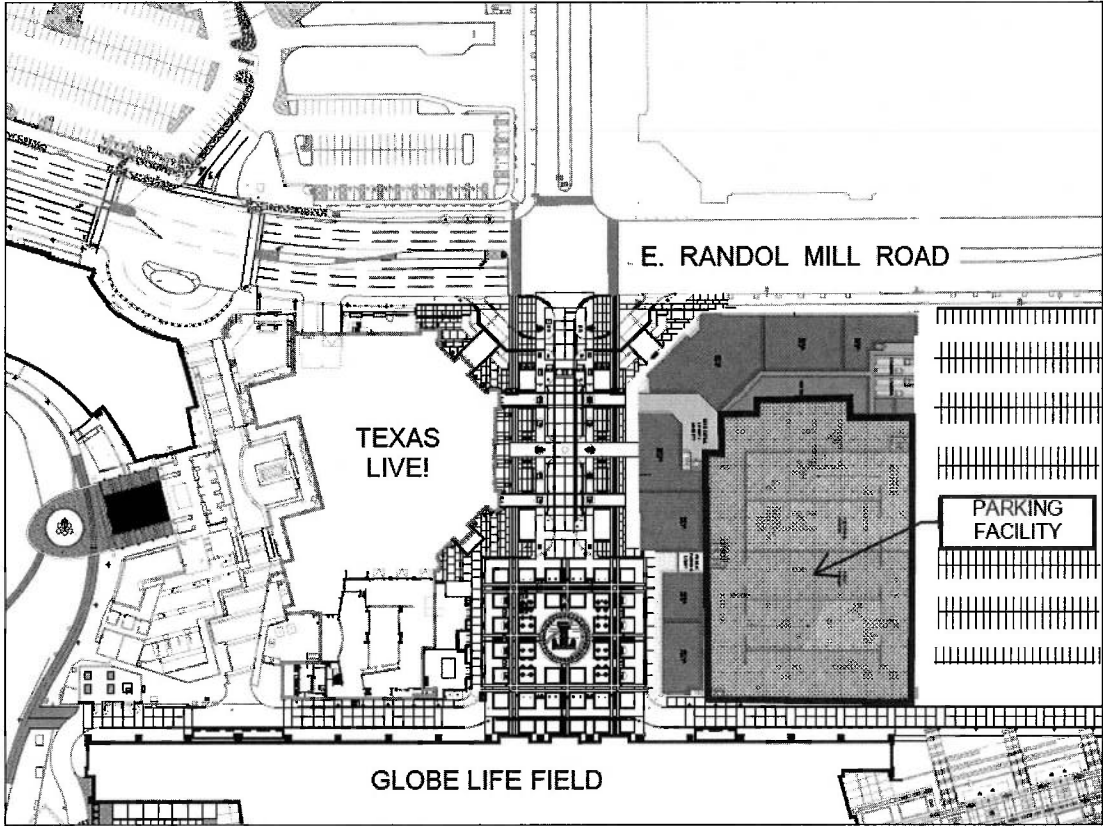 E. RANDOL MILL ROAD
TEXAS
LIVE!
PARKING
FACILITY
GLOBE LIFE FIELD